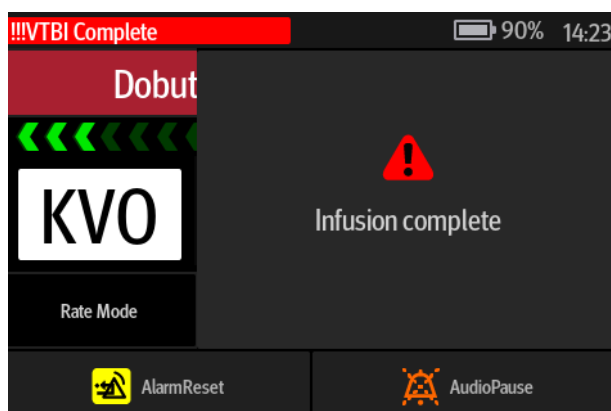 !!!VTBI Complete
90%
14:23
Dobut
KVO
Infusion complete
Rate Mode
AlarmReset
AudioPause